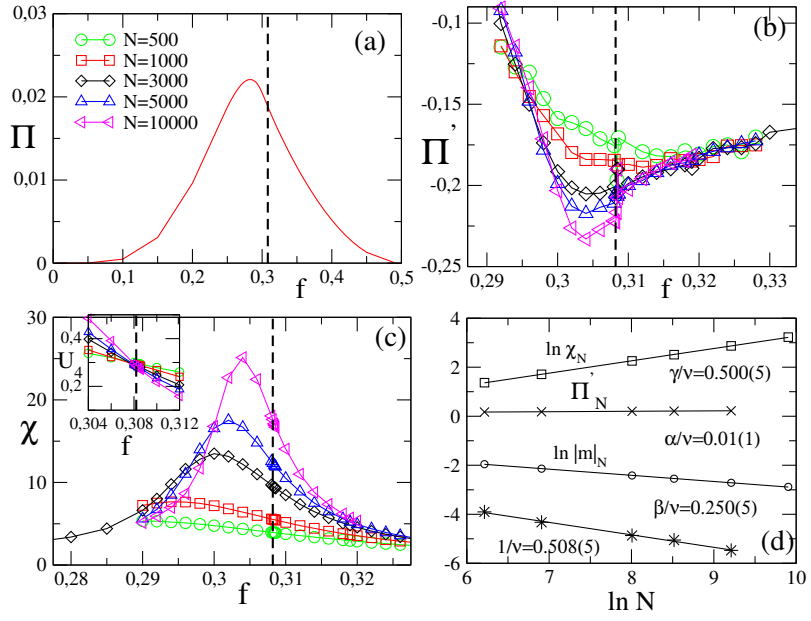 0,03
0,02
0,01
0
Π
N=500
N=1000
N=3000
N=5000
N=10000
(a)
0 0,1 0,2 0,3 0,4 0,5
f
-0,1
-0,15
-0,2
-0,25
Π'
(b)
0,29 0,3 0,31 0,32 0,33
f
30
25
20
15
10
5
0
χ
(c)
U
0,4
0,2
0,304 0,308 0,312
f
0,28 0,29 0,3 0,31 0,32
f
4
2
0
-2
-4
-6
ln χN
γ/ν=0.500(5)
Π'N
α/ν=0.01(1)
ln |m|N
β/ν=0.250(5)
1/ν=0.508(5)
(d)
6 7 8 9 10
ln N